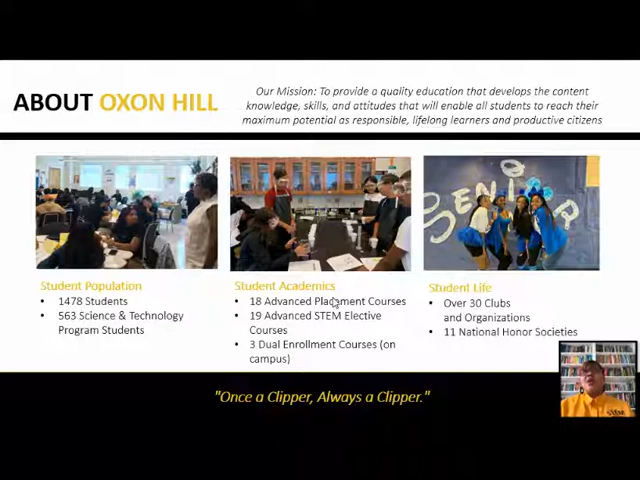 ABOUT OXON HILL
Our Mission: To provide a quality education that develops the content
knowledge, skills, and attitudes that will enable all students to reach their
maximum potential as responsible, lifelong learners and productive citizens
SENIOR
Student Population
• 1478 Students
• 563 Science & Technology
Program Students
Student Academics
• 18 Advanced Placement Courses
• 19 Advanced STEM Elective
Courses
• 3 Dual Enrollment Courses (on
campus)
Student Life
• Over 30 Clubs
and Organizations
• 11 National Honor Societies
"Once a Clipper, Always a Clipper."